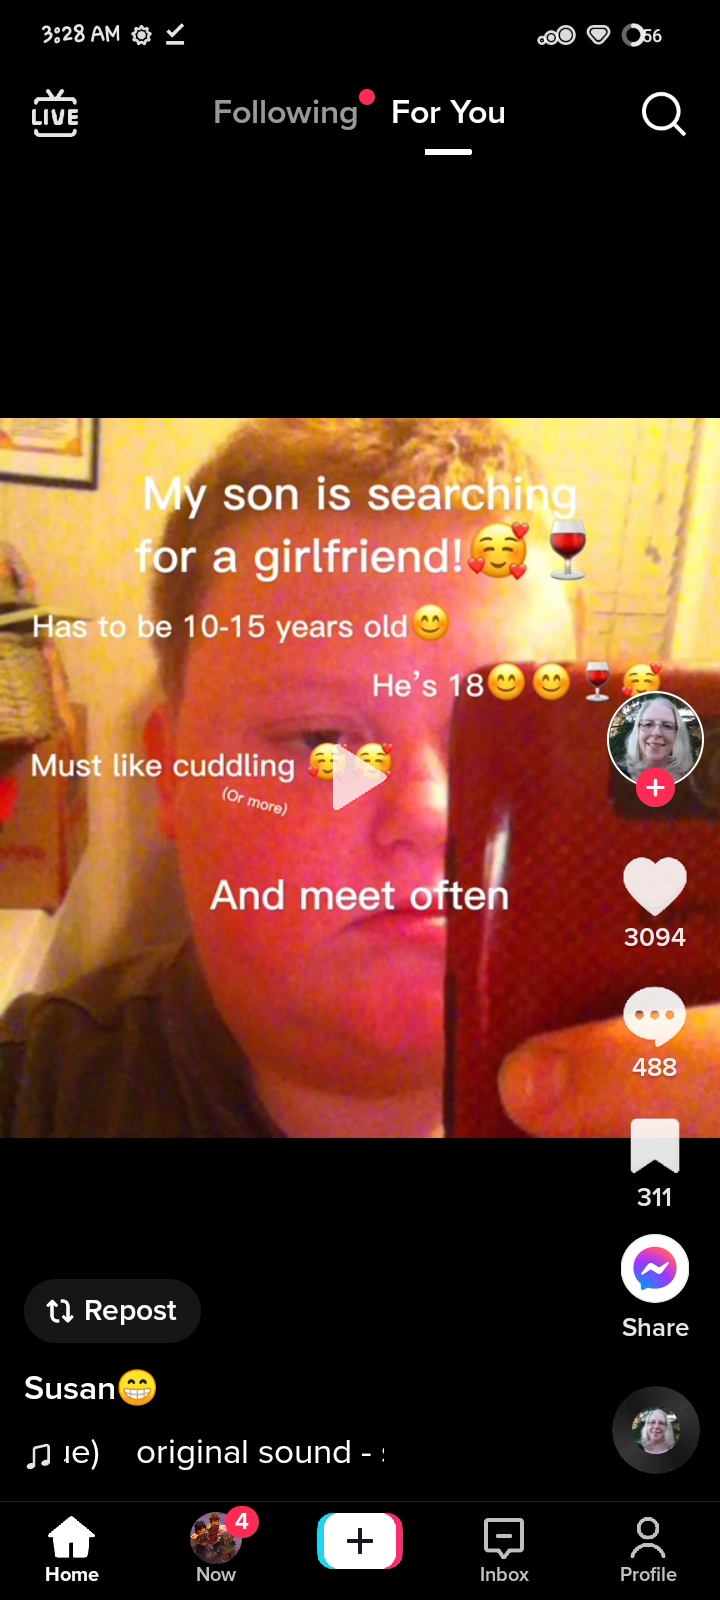 3:28 AM
56
LIVE
Following
For You
My son is searching
for a girlfriend!🥰🍷
Has to be 10-15 years old😊
He's 18😊😊🍷🥰
Must like cuddling 🥰🥰
(Or more)
And meet often
3094
488
311
Share
Repost
Susan😁
original sound -
4
Home
Now
Inbox
Profile